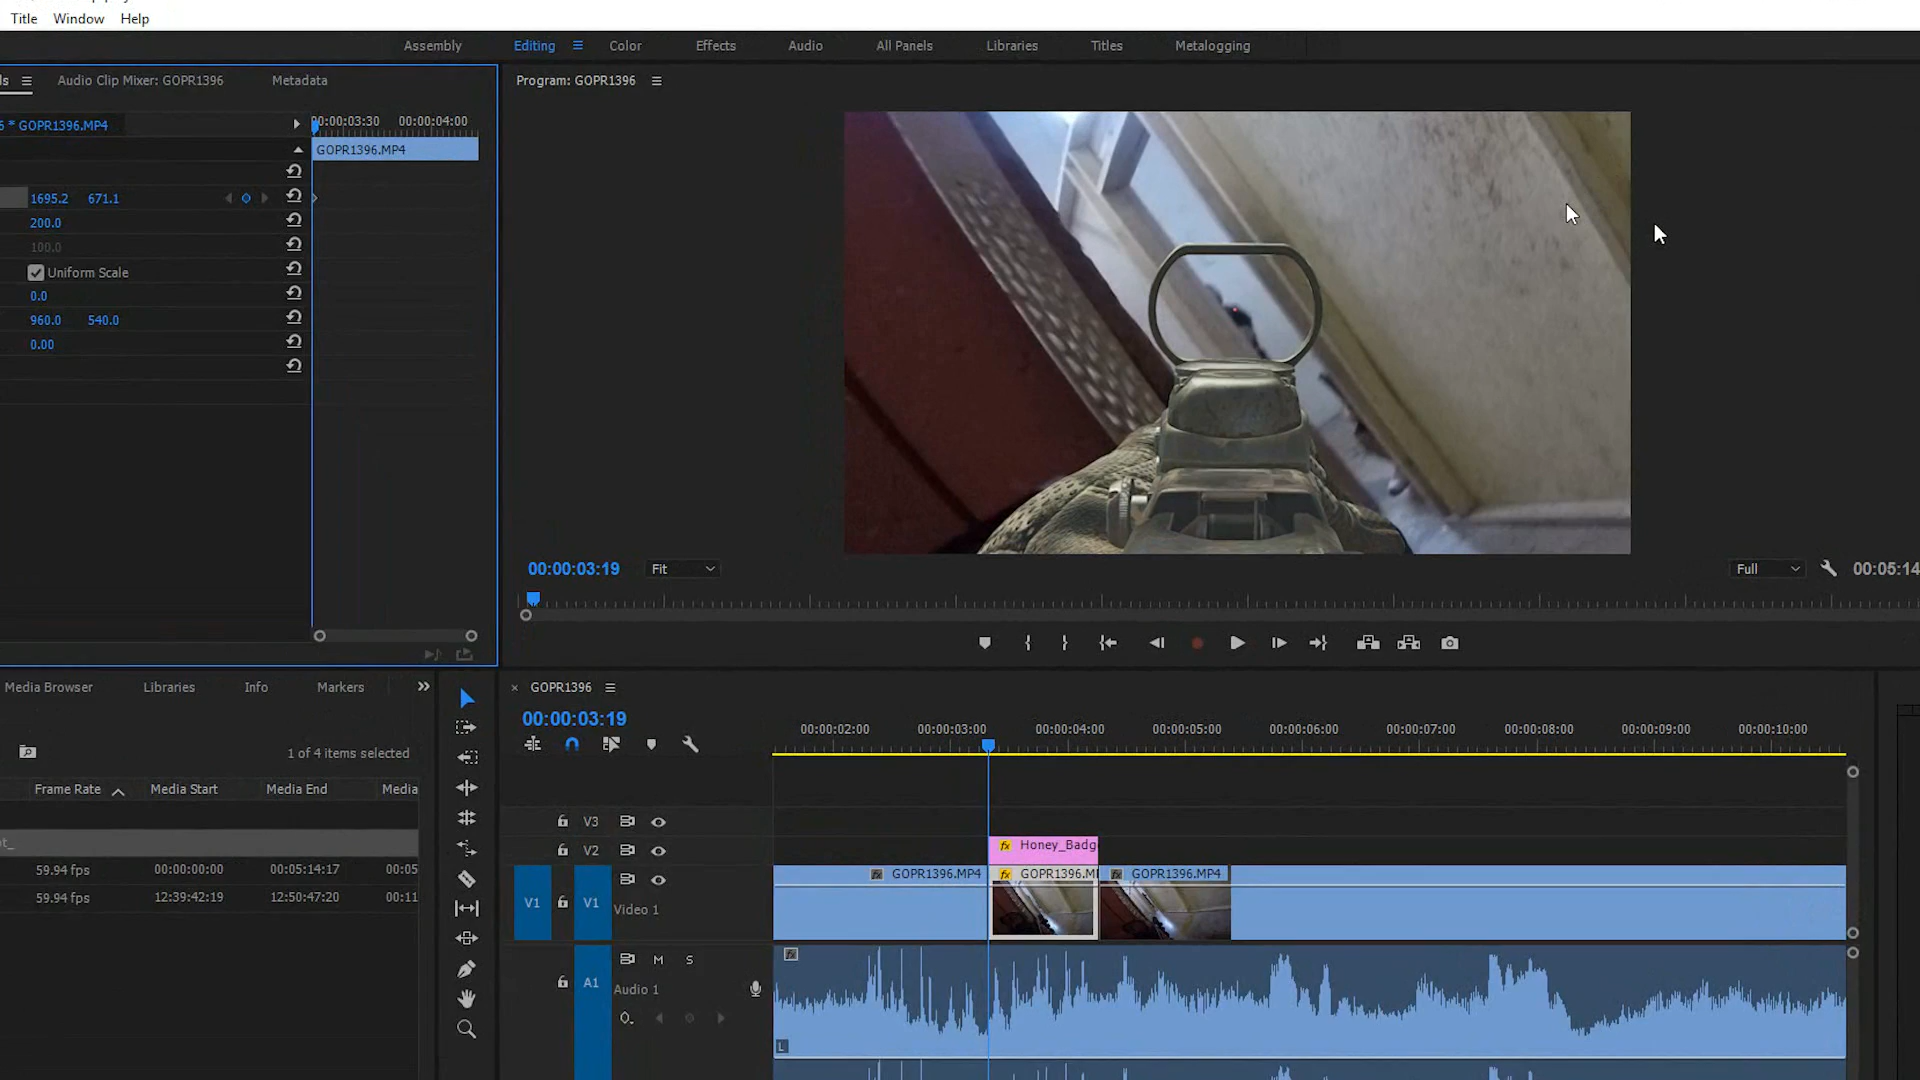 Title Window Help
Assembly Editing Color Effects Audio All Panels Libraries Titles Metalogging
ls Audio Clip Mixer: GOPR1396 Metadata
Program: GOPR1396
6 * GOPR1396.MP4
00:00:03:30 00:00:04:00
GOPR1396.MP4
1695.2 671.1
200.0
100.0
Uniform Scale
0.0
960.0 540.0
0.00
00:00:03:19 Fit Full 00:05:14
Media Browser Libraries Info Markers
GOPR1396
00:00:03:19
00:00:02:00 00:00:03:00 00:00:04:00 00:00:05:00 00:00:06:00 00:00:07:00 00:00:08:00 00:00:09:00 00:00:10:00
1 of 4 items selected
Frame Rate Media Start Media End Media
ot_
59.94 fps 00:00:00:00 00:05:14:17 00:05
59.94 fps 12:39:42:19 12:50:47:20 00:11
V3
V2
fx Honey_Badg
fx GOPR1396.MP4 fx GOPR1396.M fx GOPR1396.MP4
V1 V1 Video 1
A1 M S
Audio 1
fx
L